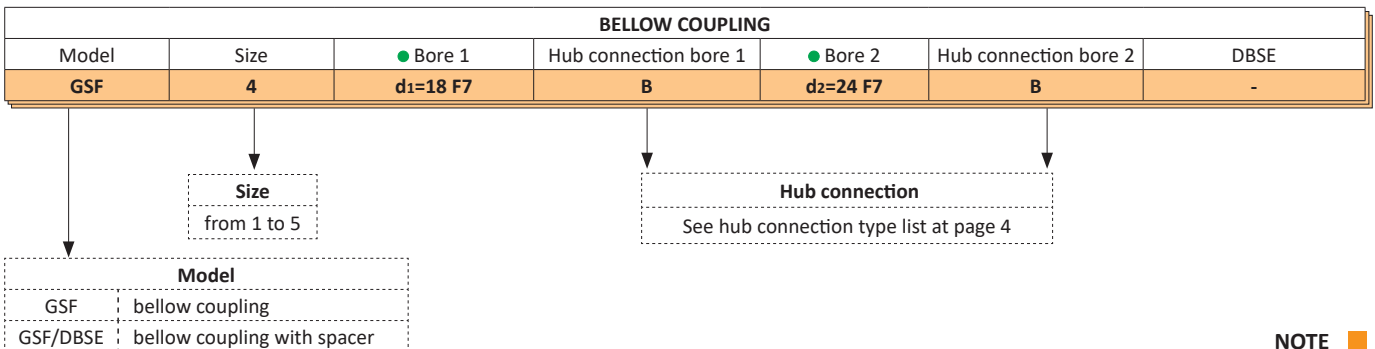 BELLOW COUPLING
Model Size ● Bore 1 Hub connection bore 1 ● Bore 2 Hub connection bore 2 DBSE
GSF 4 d1=18 F7 B d2=24 F7 B -
Size
from 1 to 5
Hub connection
See hub connection type list at page 4
Model
GSF bellow coupling
GSF/DBSE bellow coupling with spacer
NOTE